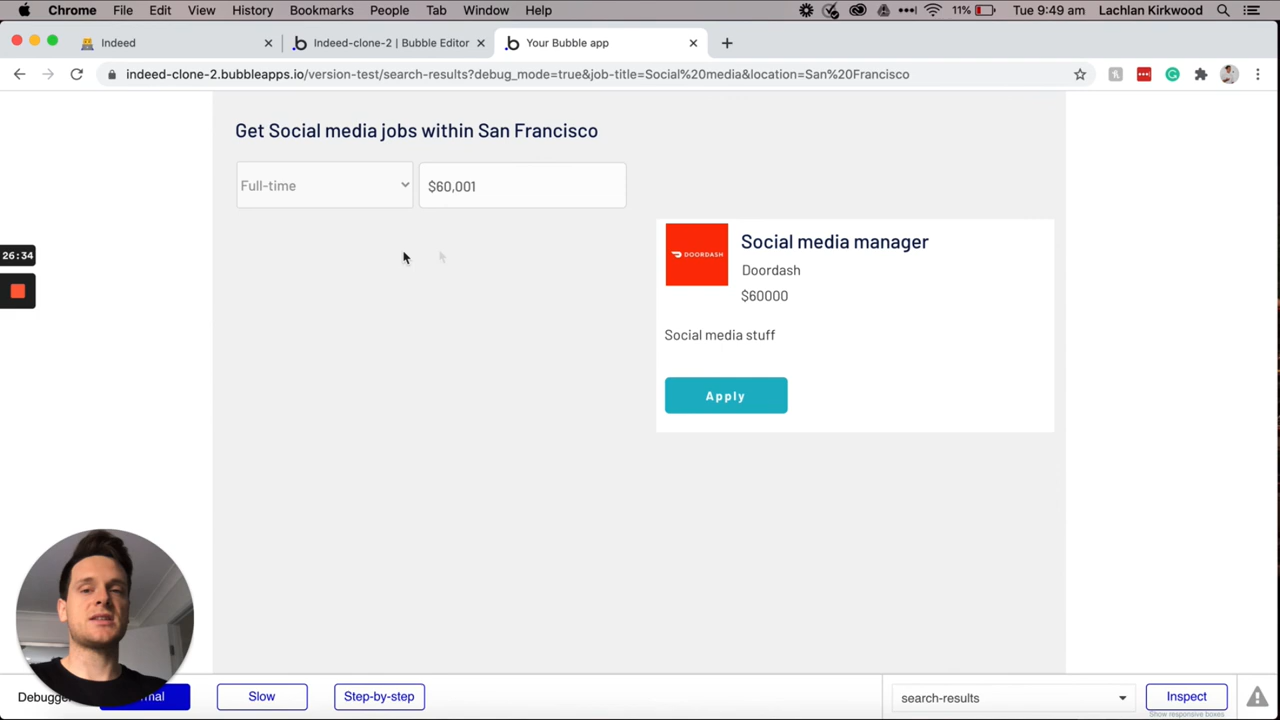 Chrome File Edit View History Bookmarks People Tab Window Help 11% Tue 9:49 am Lachlan Kirkwood
Indeed
Indeed-clone-2 | Bubble Editor
Your Bubble app
indeed-clone-2.bubbleapps.io/version-test/search-results?debug_mode=true&job-title=Social%20media&location=San%20Francisco
Get Social media jobs within San Francisco
Full-time
$60,001
26:34
DOORDASH
Social media manager
Doordash
$60000
Social media stuff
Apply
Slow
Step-by-step
search-results
Inspect
Show responsive boxes